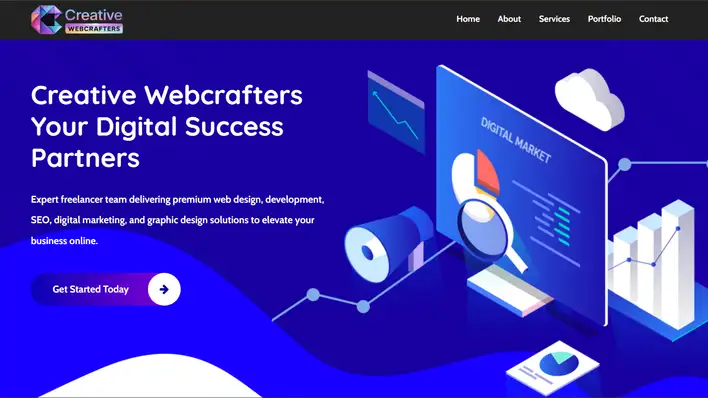 Creative
WEBCRAFTERS
Home About Services Portfolio Contact
Creative Webcrafters
Your Digital Success
Partners
Expert freelancer team delivering premium web design, development,
SEO, digital marketing, and graphic design solutions to elevate your
business online.
Get Started Today
DIGITAL MARKET